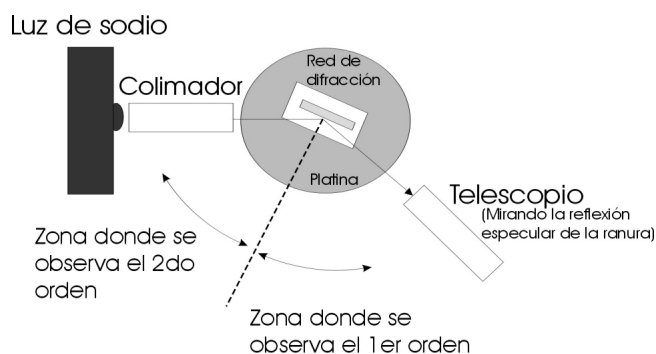 Luz de sodio
Colimador
Red de
difracción
Platina
Telescopio
(Mirando la reflexión
especular de la ranura)
Zona donde se
observa el 2do
orden
Zona donde se
observa el 1er orden